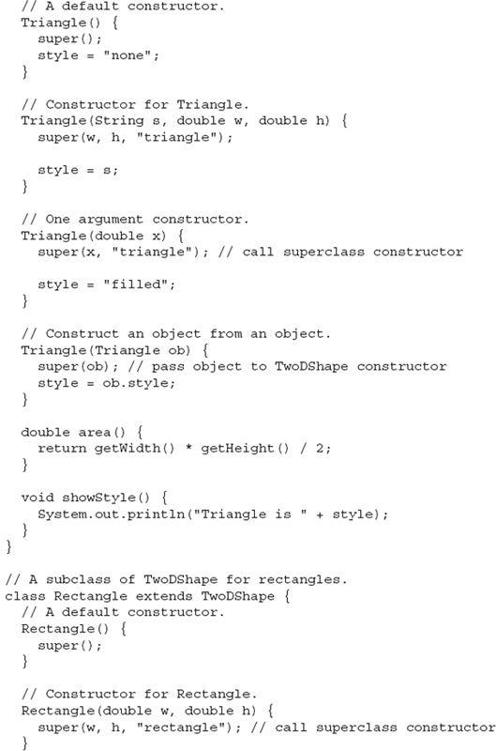 // A default constructor.
Triangle() {
super();
style = "none";
}
// Constructor for Triangle.
Triangle(String s, double w, double h) {
super(w, h, "triangle");
style = s;
}
// One argument constructor.
Triangle(double x) {
super(x, "triangle"); // call superclass constructor
style = "filled";
}
// Construct an object from an object.
Triangle(Triangle ob) {
super(ob); // pass object to TwoDShape constructor
style = ob.style;
}
double area() {
return getWidth() * getHeight() / 2;
}
void showStyle() {
System.out.println("Triangle is " + style);
}
}
// A subclass of TwoDShape for rectangles.
class Rectangle extends TwoDShape {
// A default constructor.
Rectangle() {
super();
}
// Constructor for Rectangle.
Rectangle(double w, double h) {
super(w, h, "rectangle"); // call superclass constructor
}